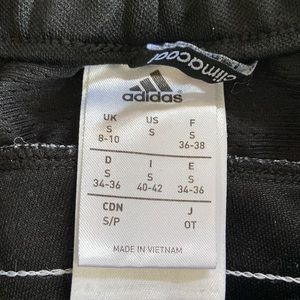 climacool
adidas
UK US F
S S S
8-10 36-38
D I E
S S S
34-36 40-42 34-36
CDN J
S/P OT
MADE IN VIETNAM